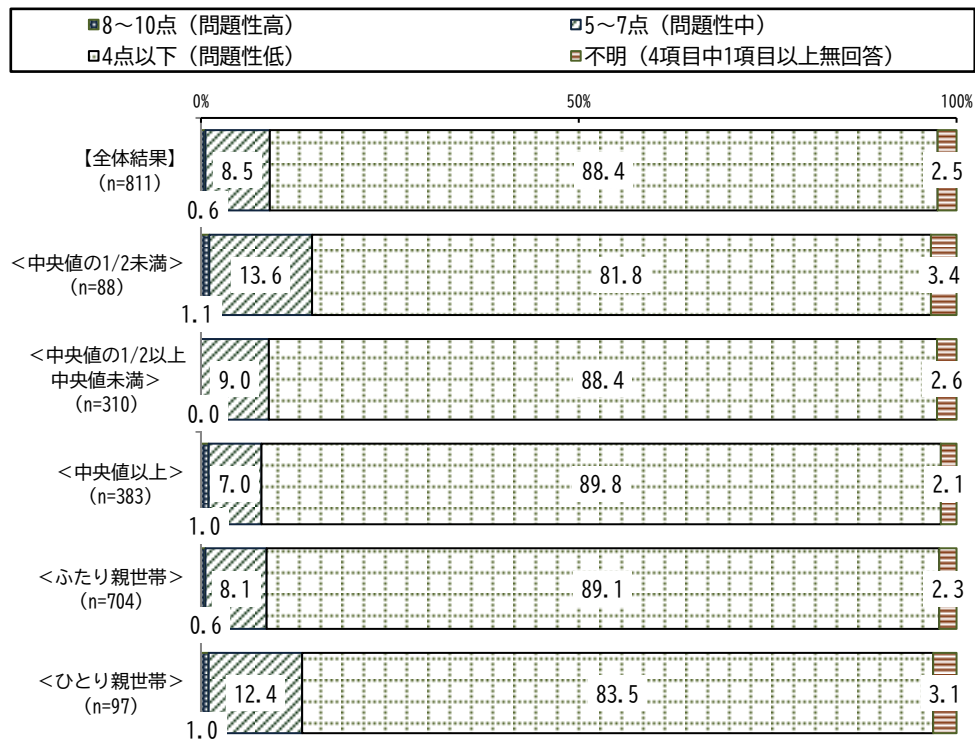 8～10点（問題性高）
5～7点（問題性中）
4点以下（問題性低）
不明（4項目中1項目以上無回答）
0%
50%
100%
【全体結果】
(n=811)
0.6
8.5
88.4
2.5
＜中央値の1/2未満＞
(n=88)
1.1
13.6
81.8
3.4
＜中央値の1/2以上
中央値未満＞
(n=310)
0.0
9.0
88.4
2.6
＜中央値以上＞
(n=383)
1.0
7.0
89.8
2.1
＜ふたり親世帯＞
(n=704)
0.6
8.1
89.1
2.3
＜ひとり親世帯＞
(n=97)
1.0
12.4
83.5
3.1